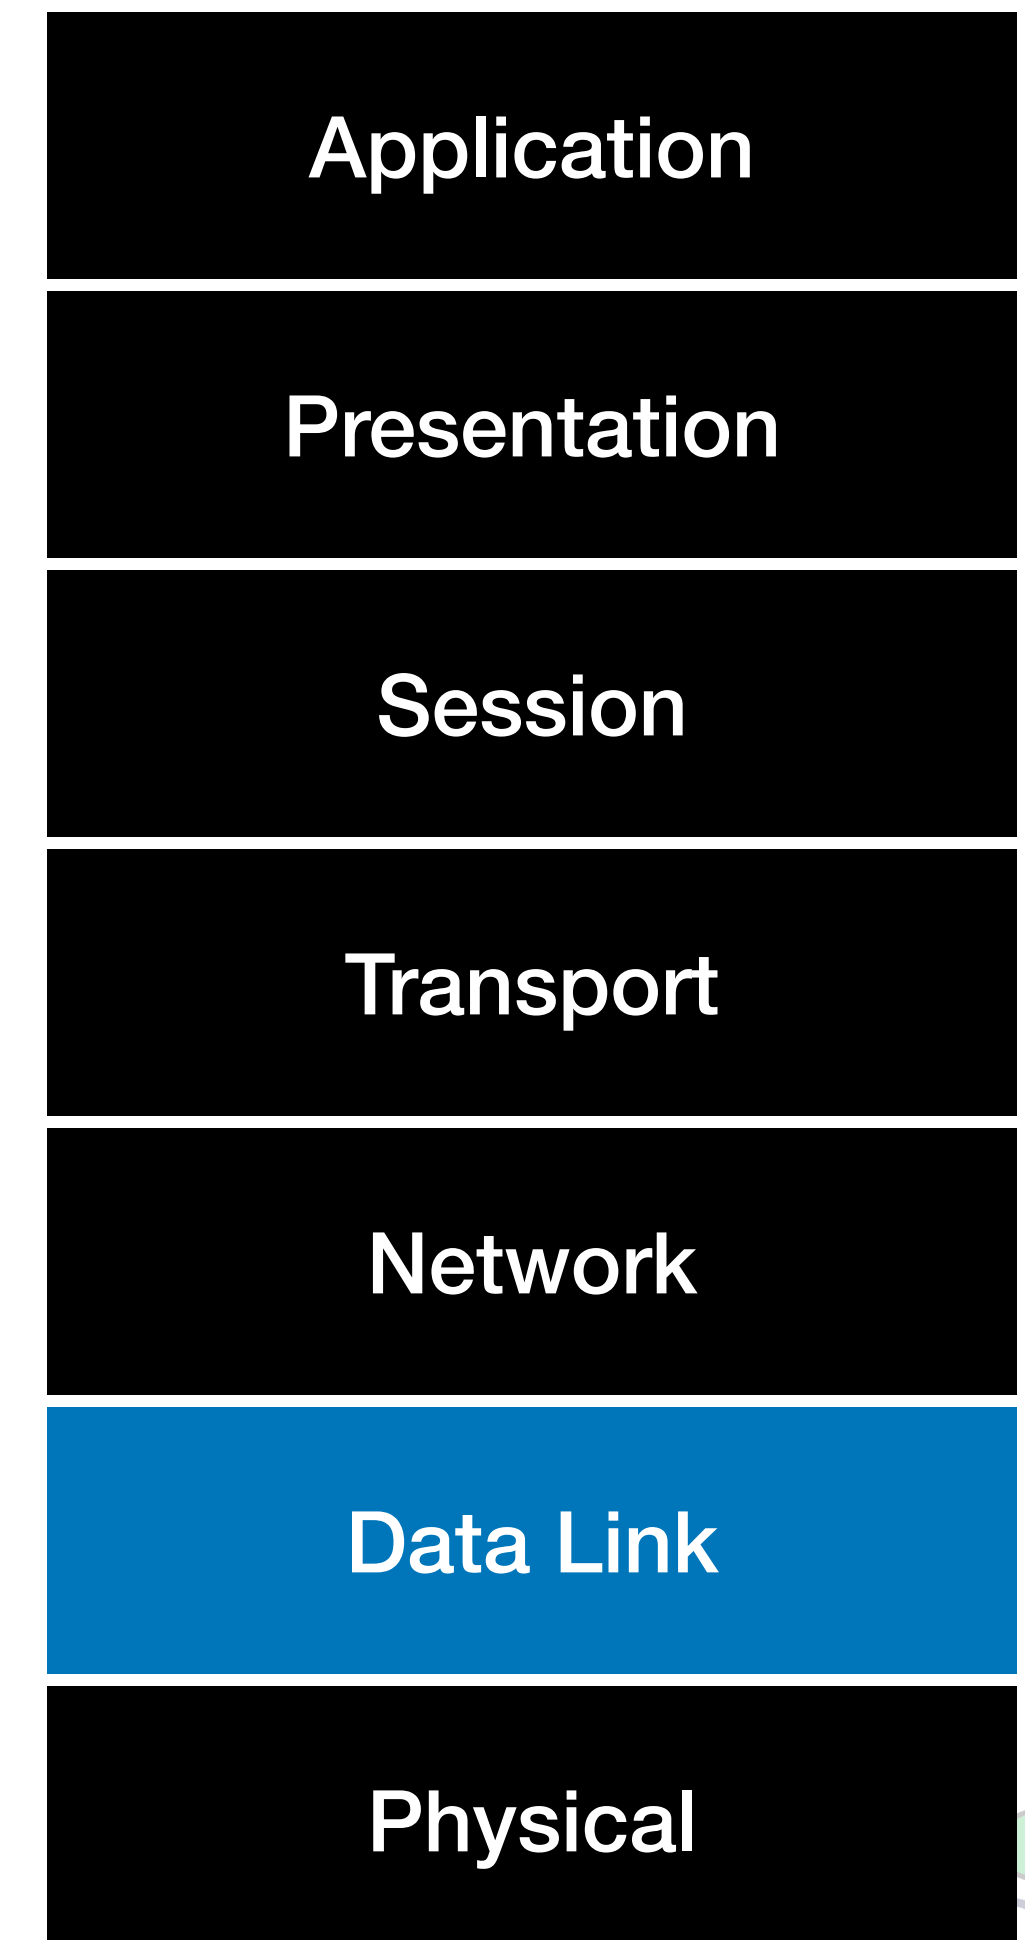 Application
Presentation
Session
Transport
Network
Data Link
Physical